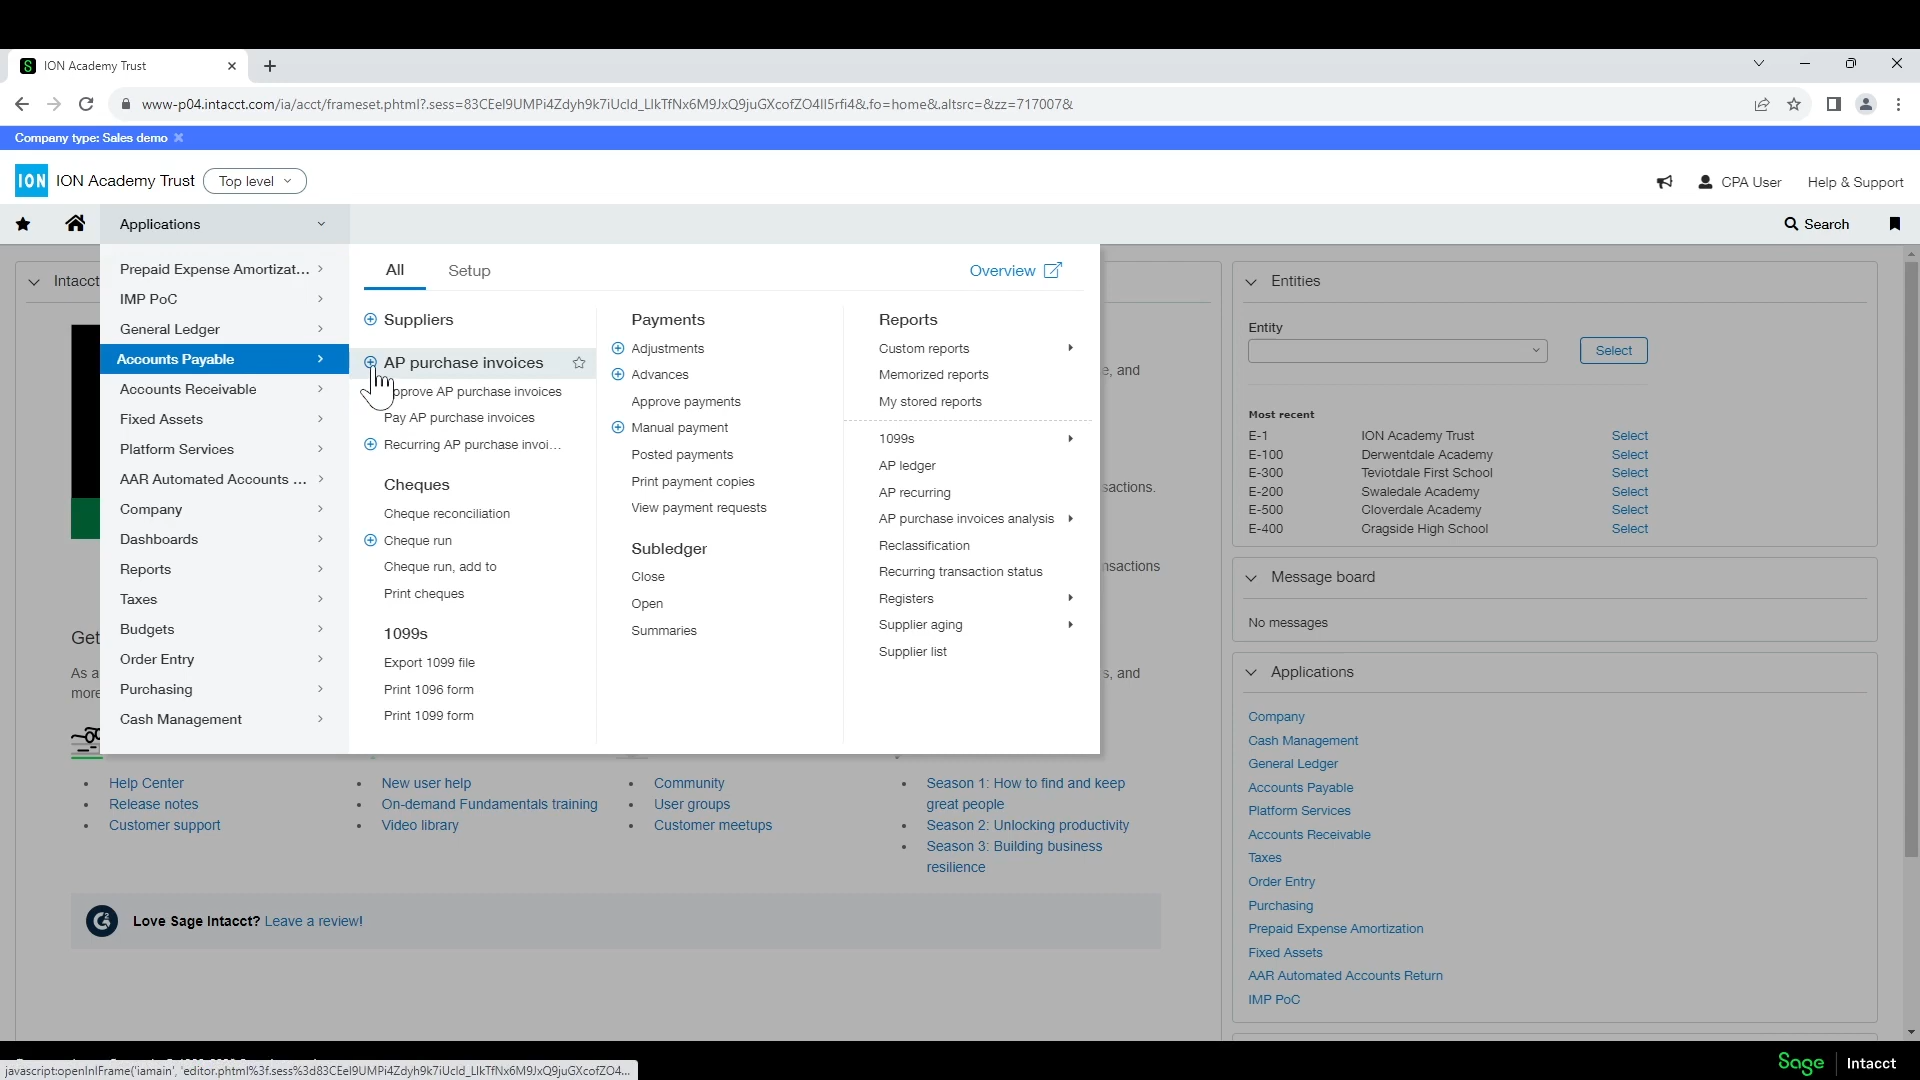 ION Academy Trust
www-p04.intacct.com/ia/acct/frameset.phtml?.sess=83CEel9UMPi4Zdyh9k7iUcld_LlkTfNx6M9JxQ9juGXcofZO4Il5rfi4&.fo=home&.altsrc=&zz=717007&
Company type: Sales demo
ION ION Academy Trust Top level
CPA User Help & Support
Applications
Search
Prepaid Expense Amortizat...
IMP PoC
General Ledger
Accounts Payable
Accounts Receivable
Fixed Assets
Platform Services
AAR Automated Accounts ...
Company
Dashboards
Reports
Taxes
Budgets
Order Entry
Purchasing
Cash Management
All Setup Overview
Suppliers
AP purchase invoices
pprove AP purchase invoices
Pay AP purchase invoices
Recurring AP purchase invoi...
Cheques
Cheque reconciliation
Cheque run
Cheque run, add to
Print cheques
1099s
Export 1099 file
Print 1096 form
Print 1099 form
Payments
Adjustments
Advances
Approve payments
Manual payment
Posted payments
Print payment copies
View payment requests
Subledger
Close
Open
Summaries
Reports
Custom reports
Memorized reports
My stored reports
1099s
AP ledger
AP recurring
AP purchase invoices analysis
Reclassification
Recurring transaction status
Registers
Supplier aging
Supplier list
Intacct
e, and
sactions.
nsactions
s, and
Get
As a
more
Help Center
Release notes
Customer support
New user help
On-demand Fundamentals training
Video library
Community
User groups
Customer meetups
Season 1: How to find and keep
great people
Season 2: Unlocking productivity
Season 3: Building business
resilience
Love Sage Intacct? Leave a review!
Entities
Entity
Select
Most recent
E-1 ION Academy Trust Select
E-100 Derwentdale Academy Select
E-300 Teviotdale First School Select
E-200 Swaledale Academy Select
E-500 Cloverdale Academy Select
E-400 Cragside High School Select
Message board
No messages
Applications
Company
Cash Management
General Ledger
Accounts Payable
Platform Services
Accounts Receivable
Taxes
Order Entry
Purchasing
Prepaid Expense Amortization
Fixed Assets
AAR Automated Accounts Return
IMP PoC
javascript:openInIFrame('iamain', 'editor.phtml%3f.sess%3d83CEel9UMPi4Zdyh9k7iUcld_LlkTfNx6M9JxQ9juGXcofZO4...
Sage Intacct